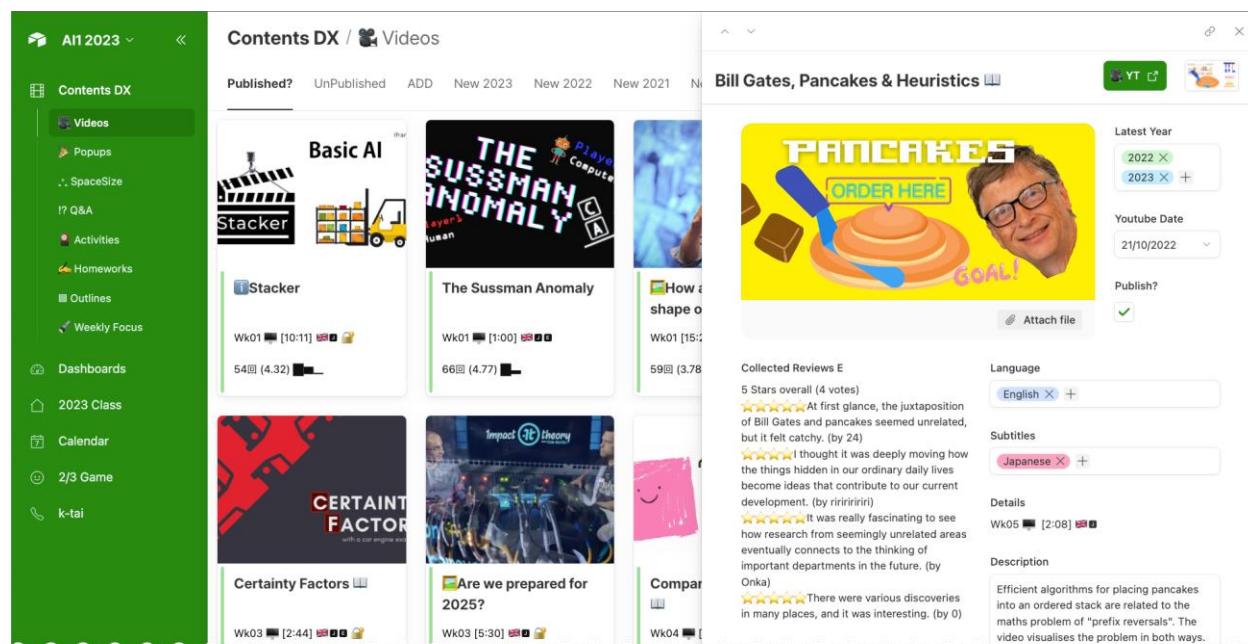 AI1 2023
Contents DX
Videos
Popups
SpaceSize
!? Q&A
Activities
Homeworks
Outlines
Weekly Focus
Dashboards
2023 Class
Calendar
2/3 Game
k-tai
Contents DX / Videos
Published? UnPublished ADD New 2023 New 2022 New 2021
Basic AI
Stacker
Stacker
Wk01 [10:11]
54回 (4.32)
THE
SUSSMAN
ANOMALY
Player1
Human
C
A
The Sussman Anomaly
Wk01 [1:00]
66回 (4.77)
How a
shape o
Wk01 [15:2
59回 (3.78
CERTAINT
FACTOR
with a car engine exa
Certainty Factors
Wk03 [2:44]
impact theory
Are we prepared for
2025?
Wk03 [5:30]
Compar
Wk04
Bill Gates, Pancakes & Heuristics
YT
PANCAKES
ORDER HERE
GOAL!
Attach file
Latest Year
2022
2023
Youtube Date
21/10/2022
Publish?
Collected Reviews E
5 Stars overall (4 votes)
⭐⭐⭐⭐⭐At first glance, the juxtaposition
of Bill Gates and pancakes seemed unrelated,
but it felt catchy. (by 24)
⭐⭐⭐⭐⭐I thought it was deeply moving how
the things hidden in our ordinary daily lives
become ideas that contribute to our current
development. (by riririririri)
⭐⭐⭐⭐⭐It was really fascinating to see
how research from seemingly unrelated areas
eventually connects to the thinking of
important departments in the future. (by
Onka)
⭐⭐⭐⭐⭐There were various discoveries
in many places, and it was interesting. (by 0)
Language
English
Subtitles
Japanese
Details
Wk05 [2:08]
Description
Efficient algorithms for placing pancakes
into an ordered stack are related to the
maths problem of "prefix reversals". The
video visualises the problem in both ways.